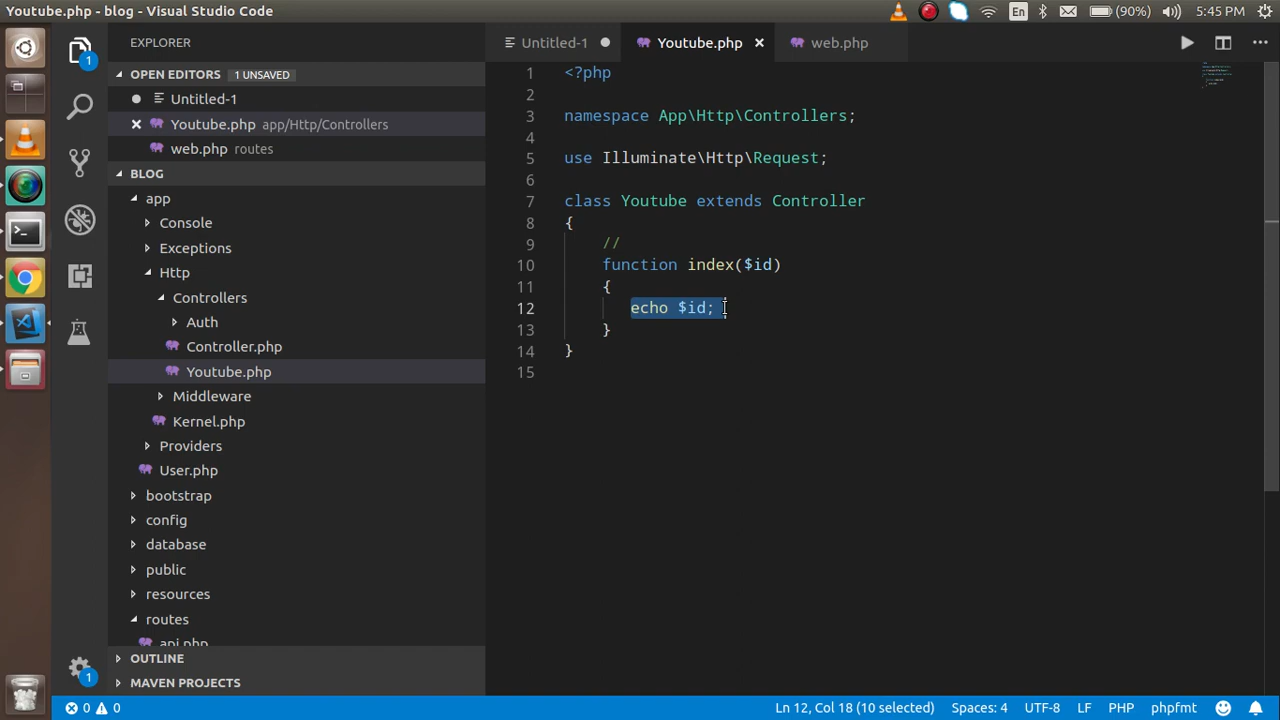 Youtube.php - blog - Visual Studio Code
En
(90%)
5:45 PM
EXPLORER
Untitled-1
Youtube.php
web.php
OPEN EDITORS 1 UNSAVED
Untitled-1
Youtube.php app/Http/Controllers
web.php routes
BLOG
app
Console
Exceptions
Http
Controllers
Auth
Controller.php
Youtube.php
Middleware
Kernel.php
Providers
User.php
bootstrap
config
database
public
resources
routes
api.php
OUTLINE
MAVEN PROJECTS
1
1
1 <?php
2
3 namespace App\Http\Controllers;
4
5 use Illuminate\Http\Request;
6
7 class Youtube extends Controller
8 {
9 //
10 function index($id)
11 {
12 echo $id;
13 }
14 }
15
0 0
Ln 12, Col 18 (10 selected)
Spaces: 4
UTF-8
LF
PHP
phpfmt